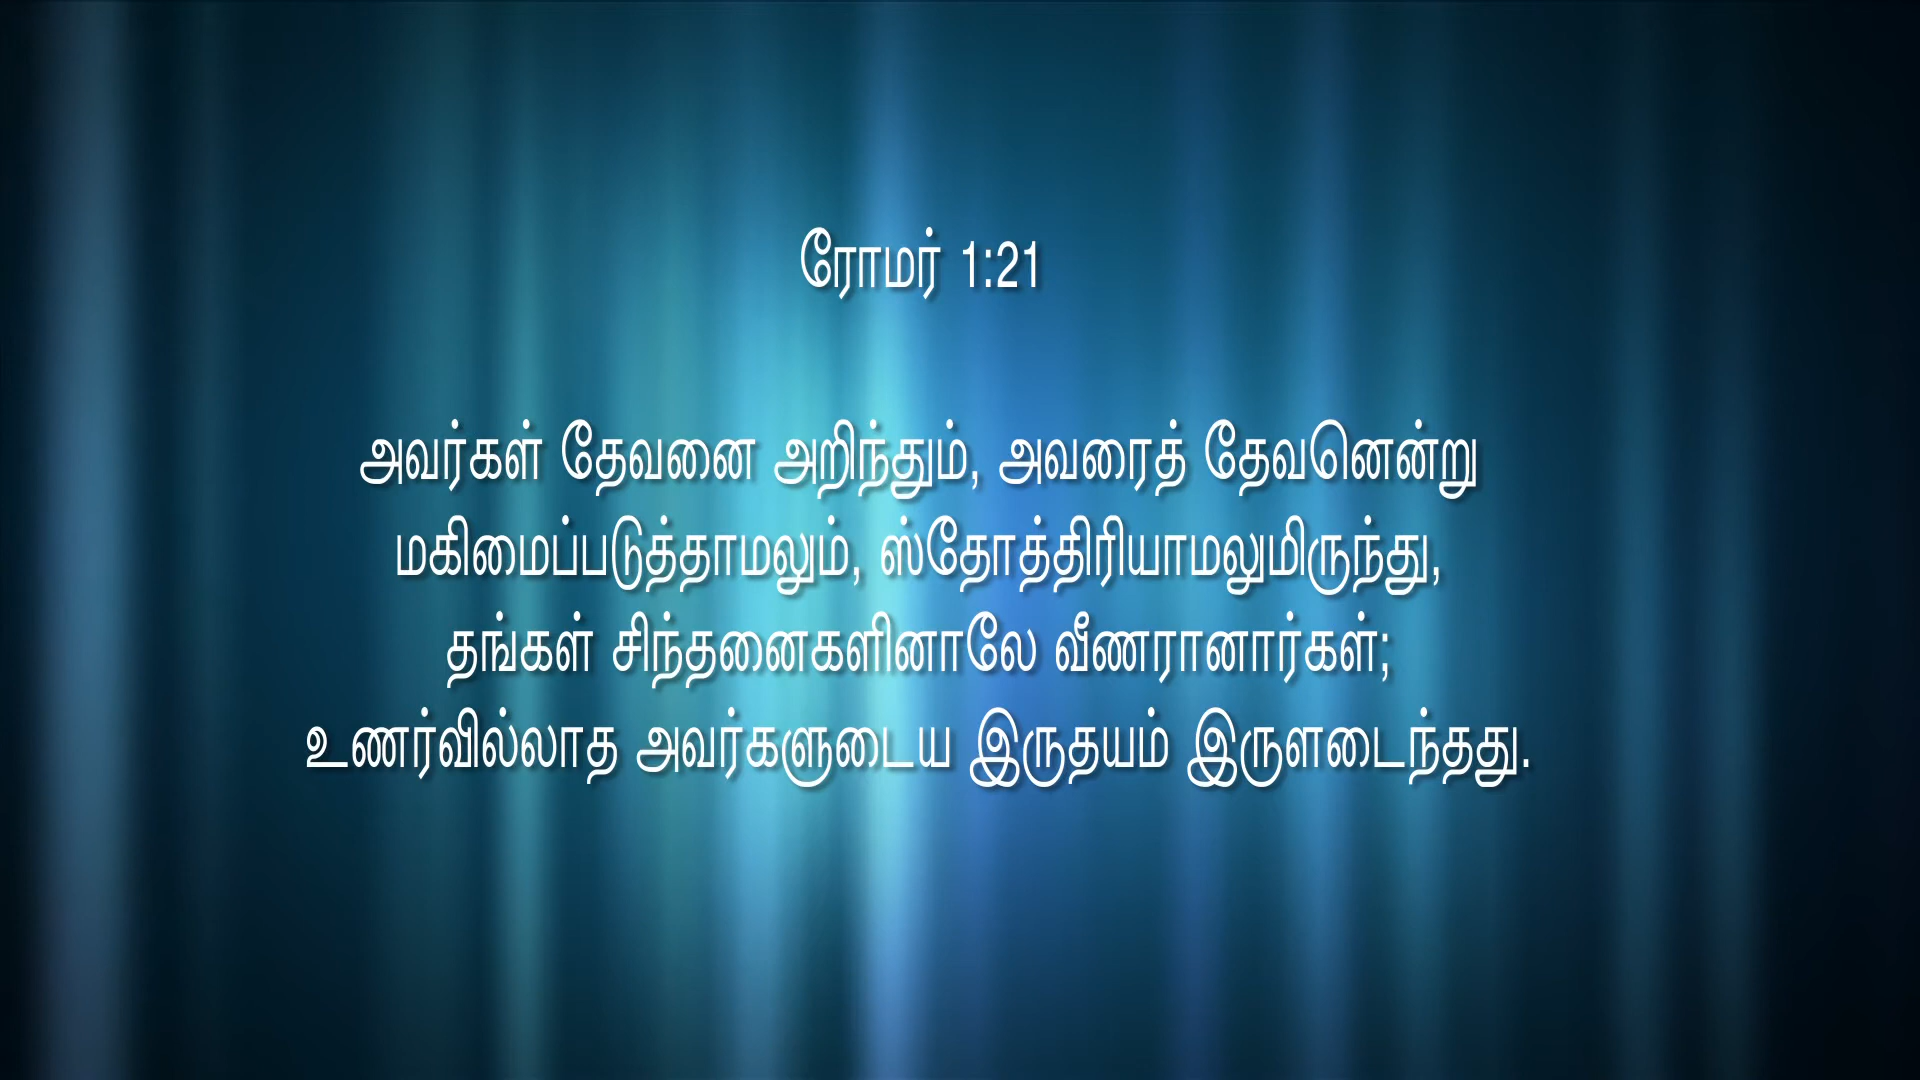 ரோமர் 1:21
அவர்கள் தேவனை அறிந்தும், அவரைத் தேவனென்று
மகிமைப்படுத்தாமலும், ஸ்தோத்திரியாமலுமிருந்து,
தங்கள் சிந்தனைகளினாலே வீணரானார்கள்;
உணர்வில்லாத அவர்களுடைய இருதயம் இருளடைந்தது.